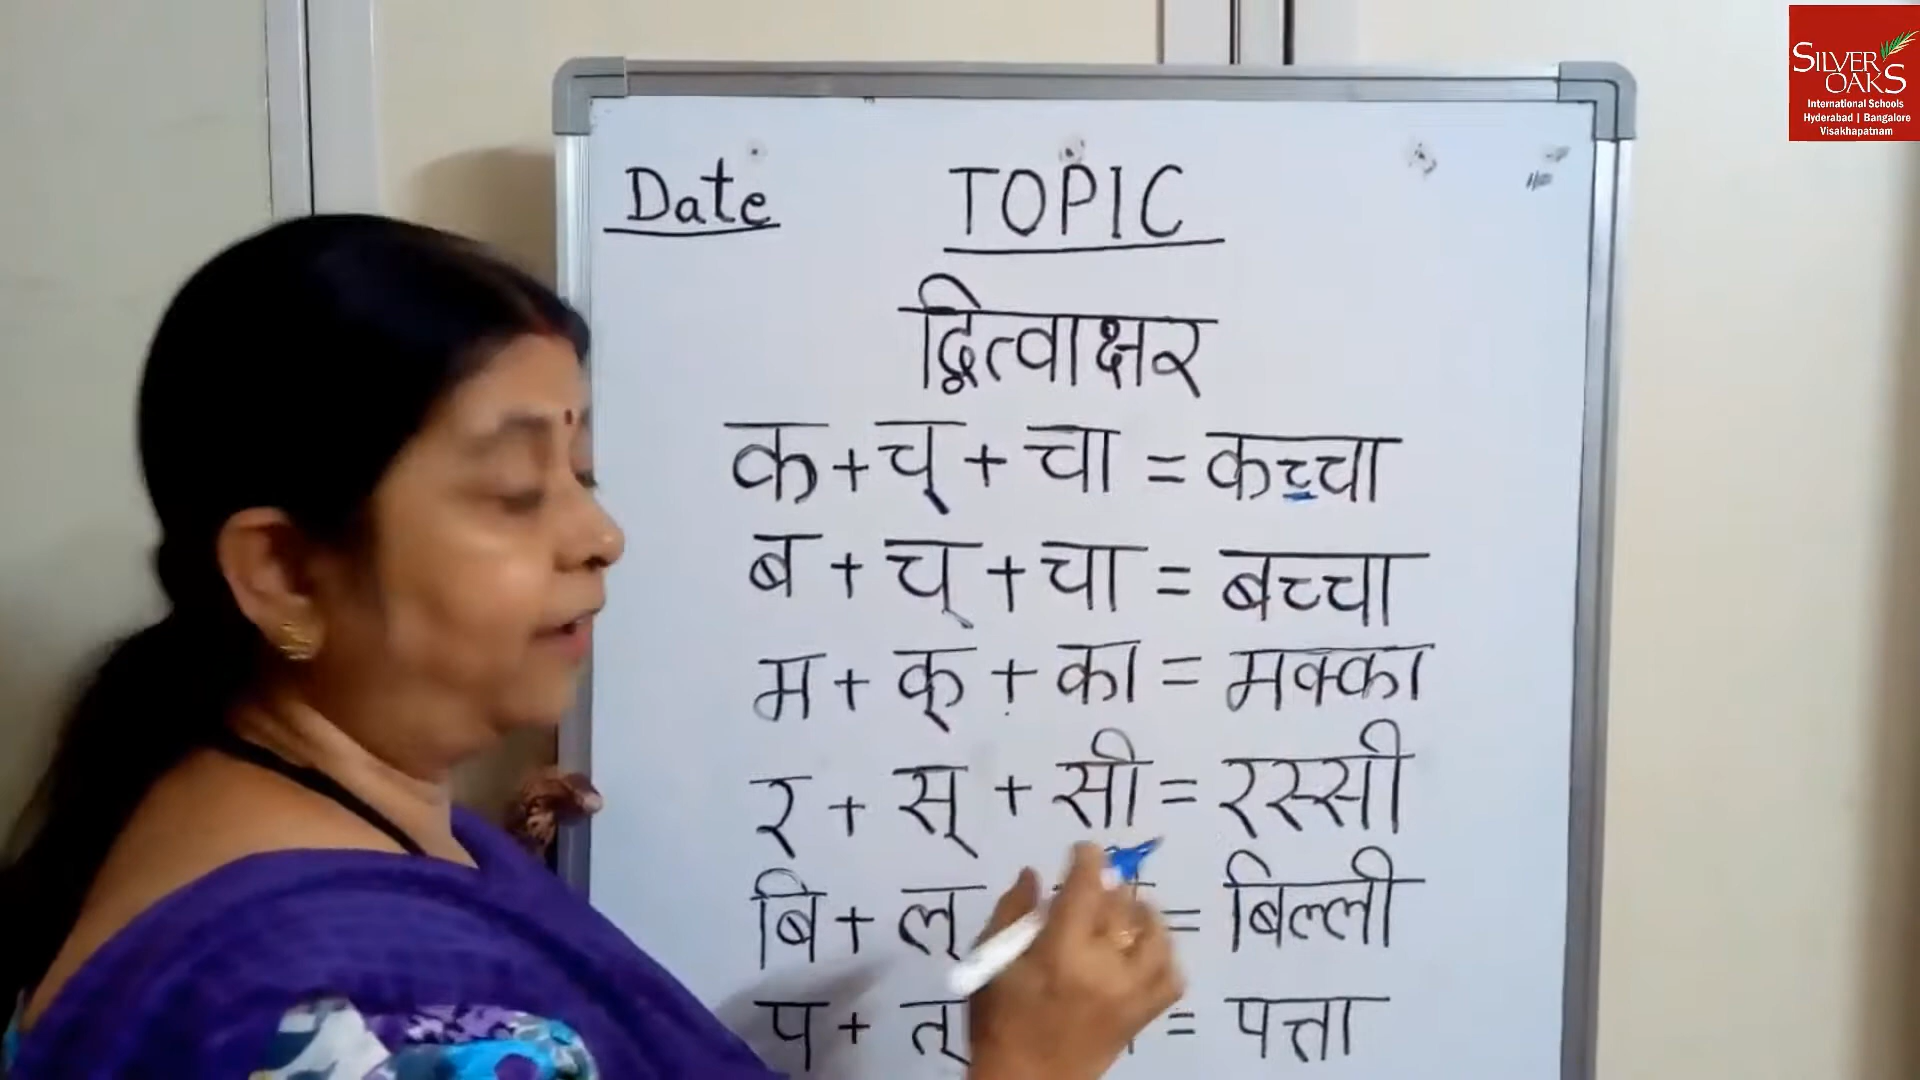 Date TOPIC
द्वित्वाक्षर
क + च् + चा = कच्चा
ब + च् + चा = बच्चा
म + क् + का = मक्का
र + स् + सी = रस्सी
बि + ल् = बिल्ली
प + त् = पत्ता
SILVER OAKS
International Schools
Hyderabad | Bangalore
Visakhapatnam